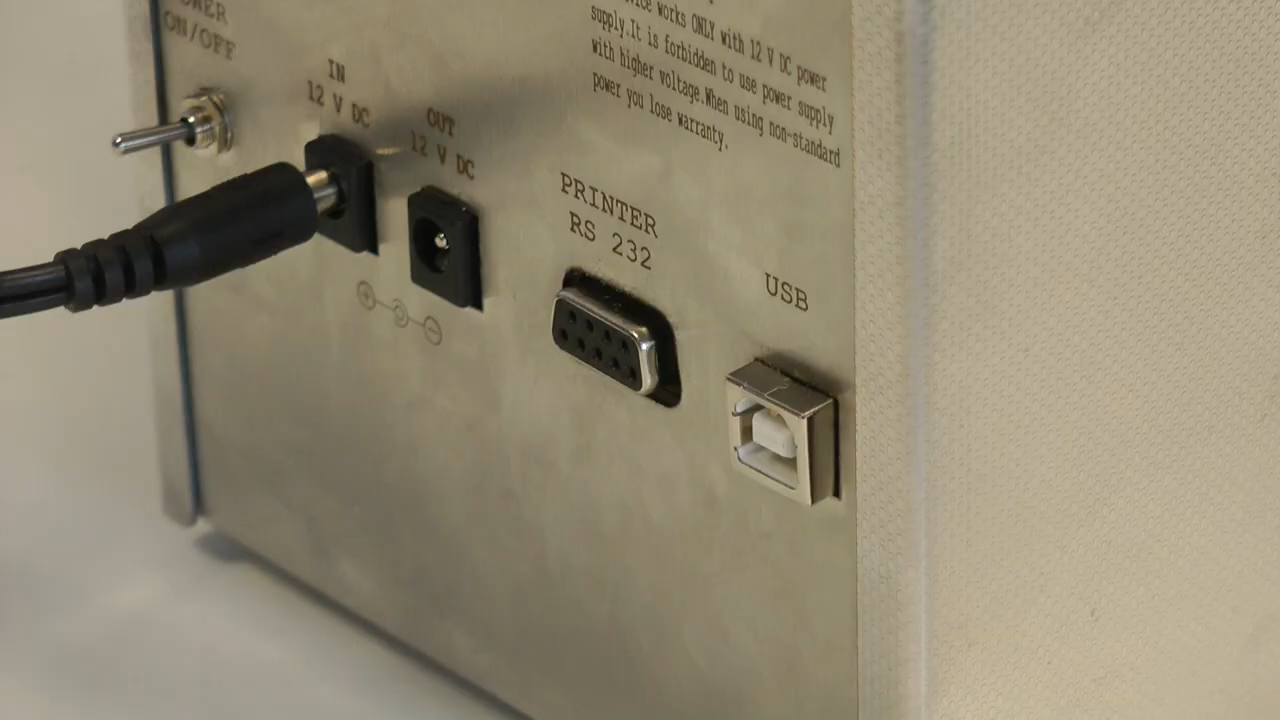 POWER
ON/OFF
IN
12 V DC
OUT
12 V DC
works ONLY with 12 V DC power
supply.It is forbidden to use power supply
with higher voltage.When using non-standard
power you lose warranty.
PRINTER
RS 232
USB